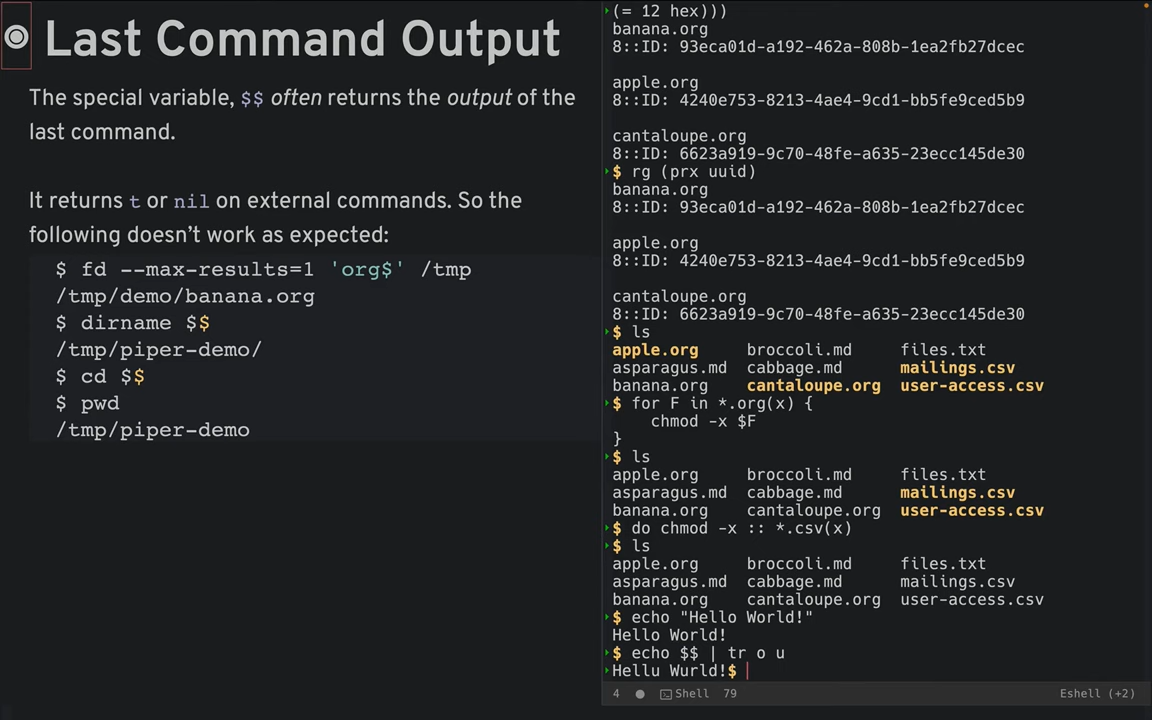 Last Command Output
The special variable, $$ often returns the output of the
last command.
It returns t or nil on external commands. So the
following doesn't work as expected:
$ fd --max-results=1 'org$' /tmp
/tmp/demo/banana.org
$ dirname $$
/tmp/piper-demo/
$ cd $$
$ pwd
/tmp/piper-demo
(= 12 hex)))
banana.org
8::ID: 93eca01d-a192-462a-808b-1ea2fb27dcec
apple.org
8::ID: 4240e753-8213-4ae4-9cd1-bb5fe9ced5b9
cantaloupe.org
8::ID: 6623a919-9c70-48fe-a635-23ecc145de30
$ rg (prx uuid)
banana.org
8::ID: 93eca01d-a192-462a-808b-1ea2fb27dcec
apple.org
8::ID: 4240e753-8213-4ae4-9cd1-bb5fe9ced5b9
cantaloupe.org
8::ID: 6623a919-9c70-48fe-a635-23ecc145de30
$ ls
apple.org broccoli.md files.txt
asparagus.md cabbage.md mailings.csv
banana.org cantaloupe.org user-access.csv
$ for F in *.org(x) {
chmod -x $F
}
$ ls
apple.org broccoli.md files.txt
asparagus.md cabbage.md mailings.csv
banana.org cantaloupe.org user-access.csv
$ do chmod -x :: *.csv(x)
$ ls
apple.org broccoli.md files.txt
asparagus.md cabbage.md mailings.csv
banana.org cantaloupe.org user-access.csv
$ echo "Hello World!"
Hello World!
$ echo $$ | tr o u
Hellu Wurld!$
4 Shell 79 Eshell (+2)